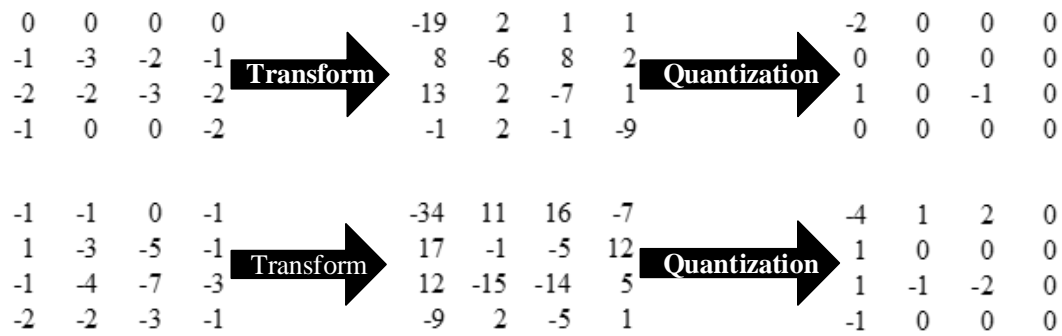 0 0 0 0 -19 2 1 1 -2 0 0 0
-1 -3 -2 -1 Transform 8 -6 8 2 Quantization 0 0 0 0
-2 -2 -3 -2 13 2 -7 1 1 0 -1 0
-1 0 0 -2 -1 2 -1 -9 0 0 0 0
-1 -1 0 -1 -34 11 16 -7 -4 1 2 0
1 -3 -5 -1 Transform 17 -1 -5 12 Quantization 1 0 0 0
-1 -4 -7 -3 12 -15 -14 5 1 -1 -2 0
-2 -2 -3 -1 -9 2 -5 1 -1 0 0 0